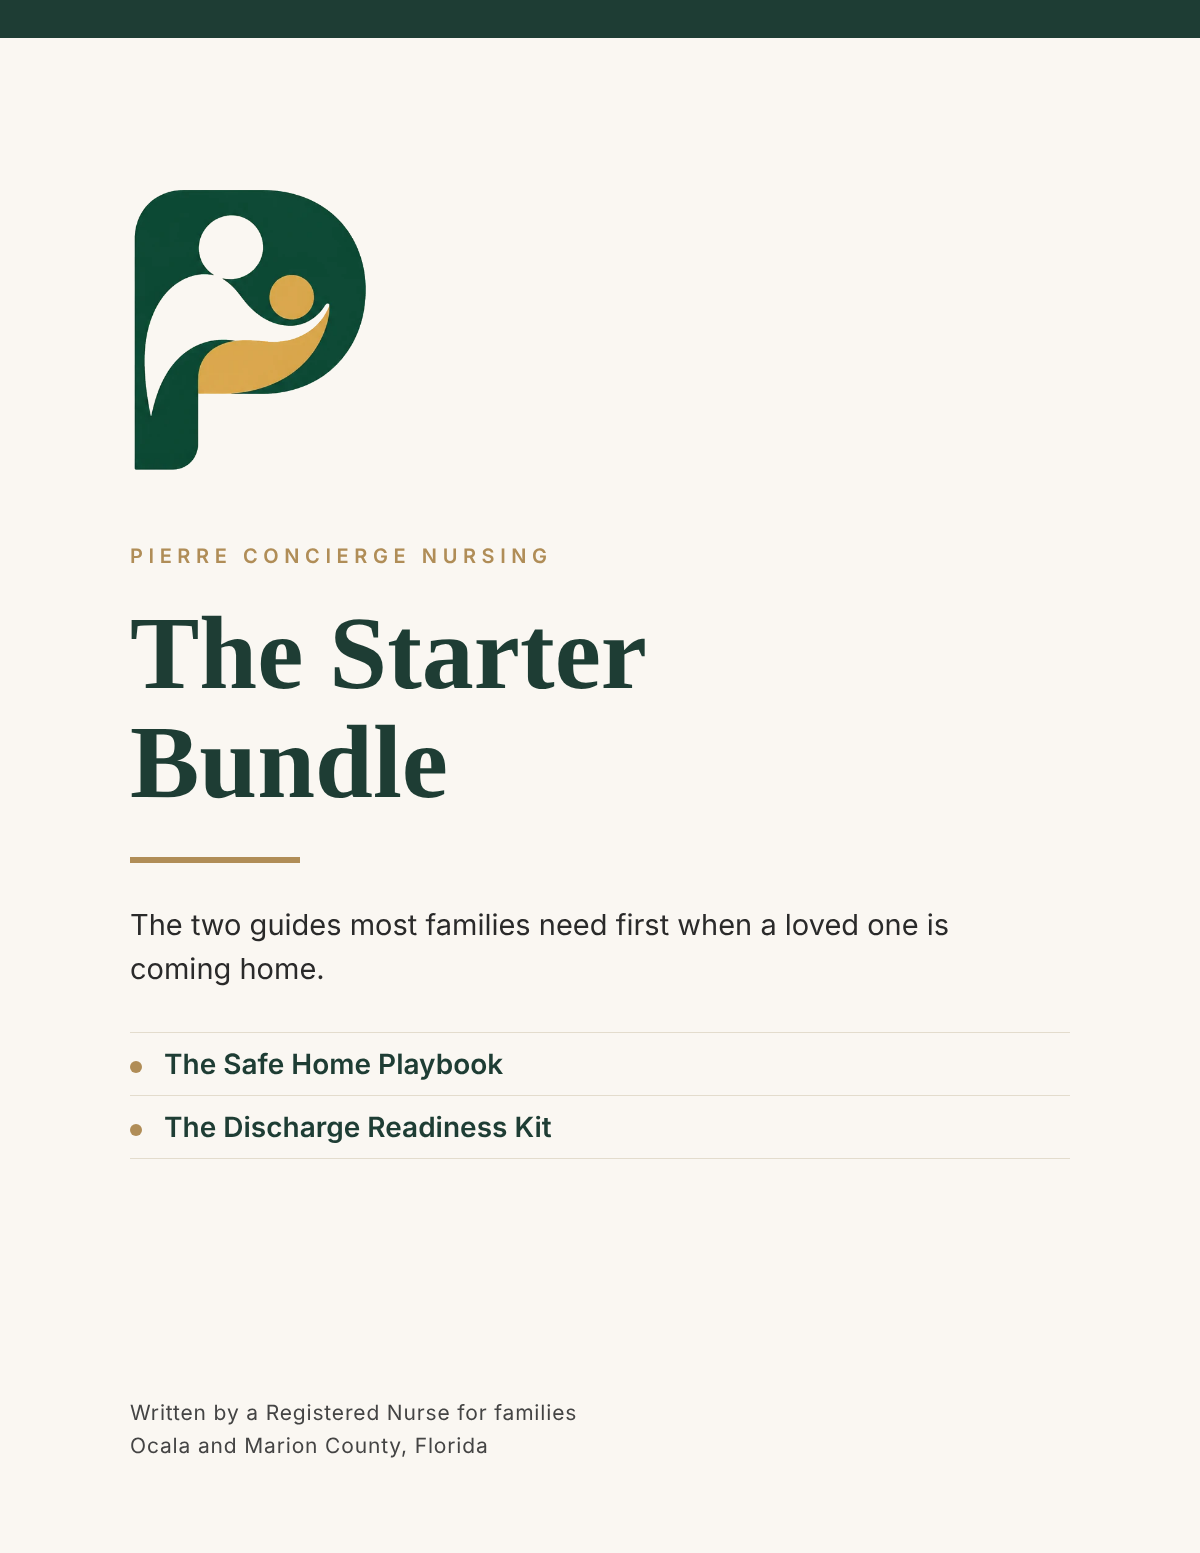 PIERRE CONCIERGE NURSING
The Starter
Bundle
The two guides most families need first when a loved one is
coming home.
The Safe Home Playbook
The Discharge Readiness Kit
Written by a Registered Nurse for families
Ocala and Marion County, Florida